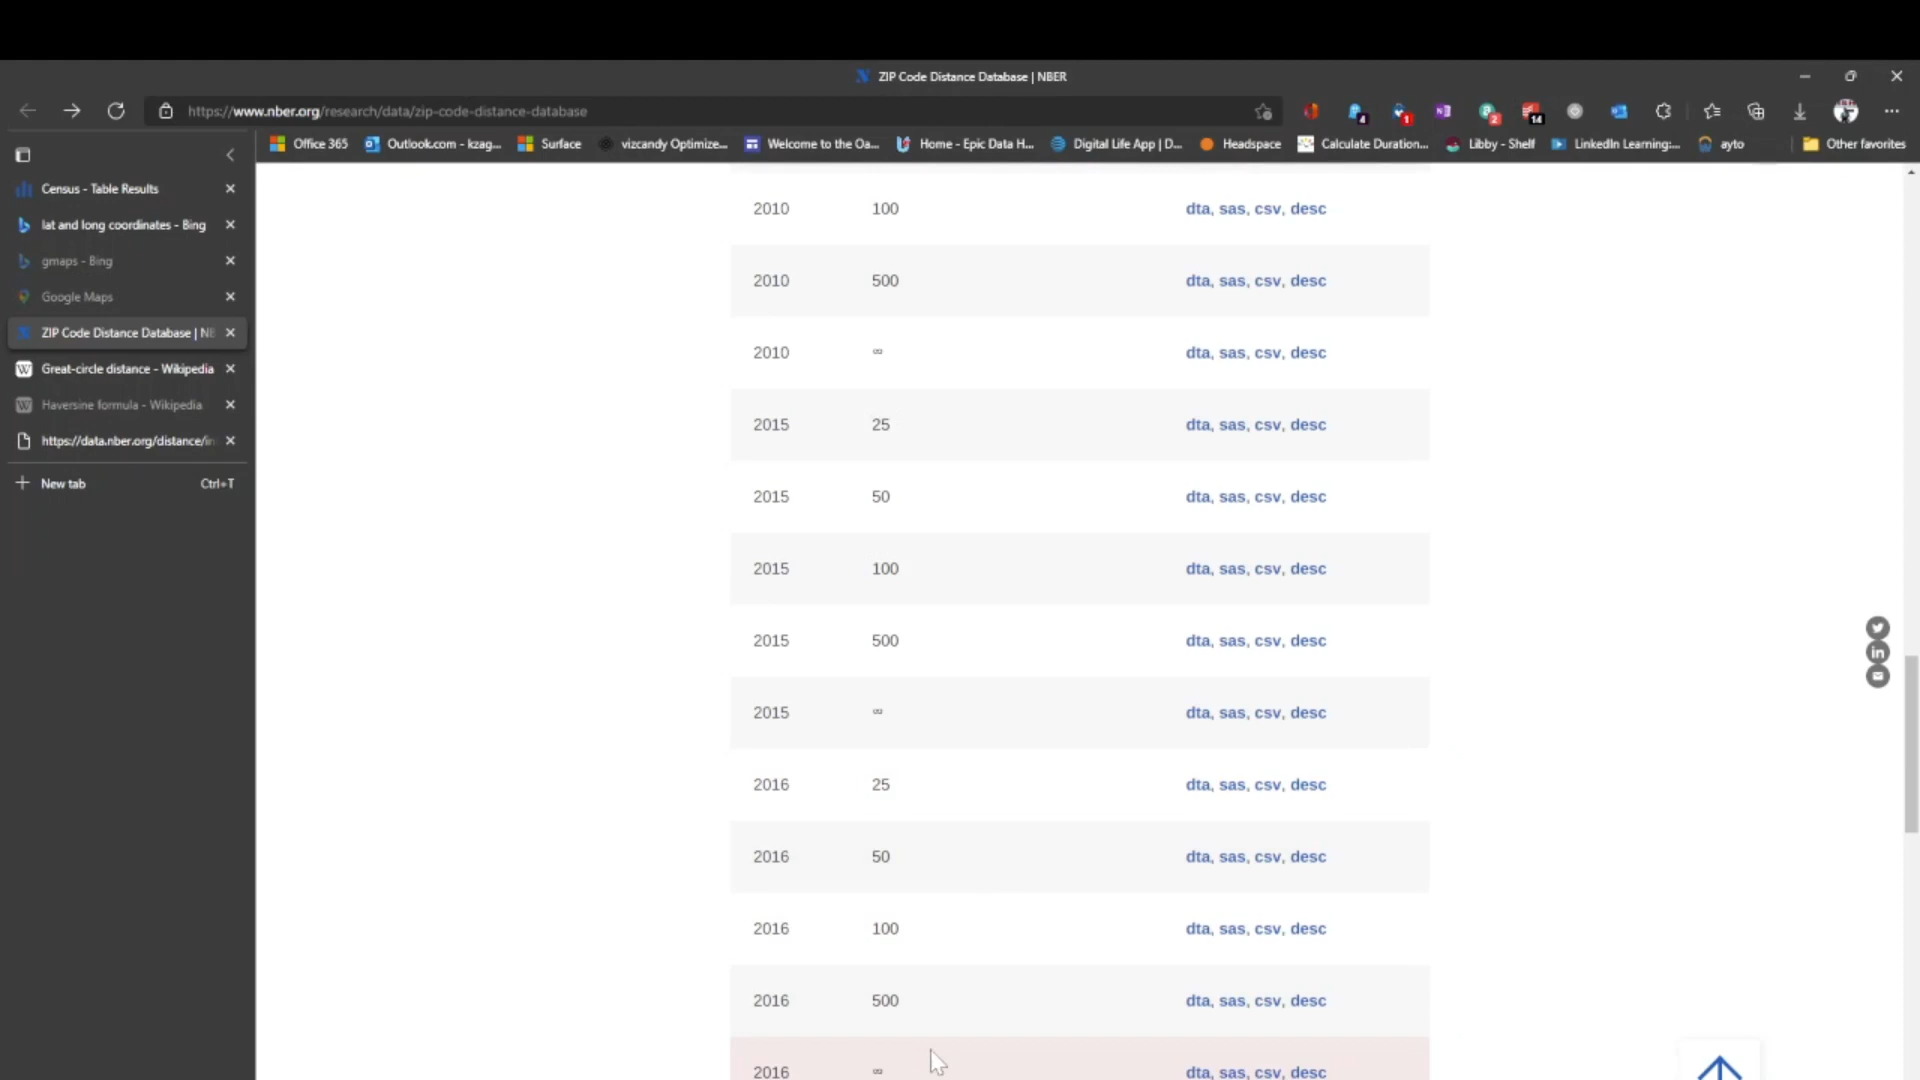 ZIP Code Distance Database | NBER
https://www.nber.org/research/data/zip-code-distance-database
4
1
2
14
Office 365
Outlook.com - kzag...
Surface
vizcandy Optimize...
Welcome to the Oa...
Home - Epic Data H...
Digital Life App | D...
Headspace
Calculate Duration...
Libby - Shelf
LinkedIn Learning:...
ayto
Other favorites
Census - Table Results
lat and long coordinates - Bing
gmaps - Bing
Google Maps
ZIP Code Distance Database | NB
Great-circle distance - Wikipedia
Haversine formula - Wikipedia
https://data.nber.org/distance/in
New tab Ctrl+T
2010 100 dta, sas, csv, desc
2010 500 dta, sas, csv, desc
2010 ∞ dta, sas, csv, desc
2015 25 dta, sas, csv, desc
2015 50 dta, sas, csv, desc
2015 100 dta, sas, csv, desc
2015 500 dta, sas, csv, desc
2015 ∞ dta, sas, csv, desc
2016 25 dta, sas, csv, desc
2016 50 dta, sas, csv, desc
2016 100 dta, sas, csv, desc
2016 500 dta, sas, csv, desc
2016 ∞ dta, sas, csv, desc
in